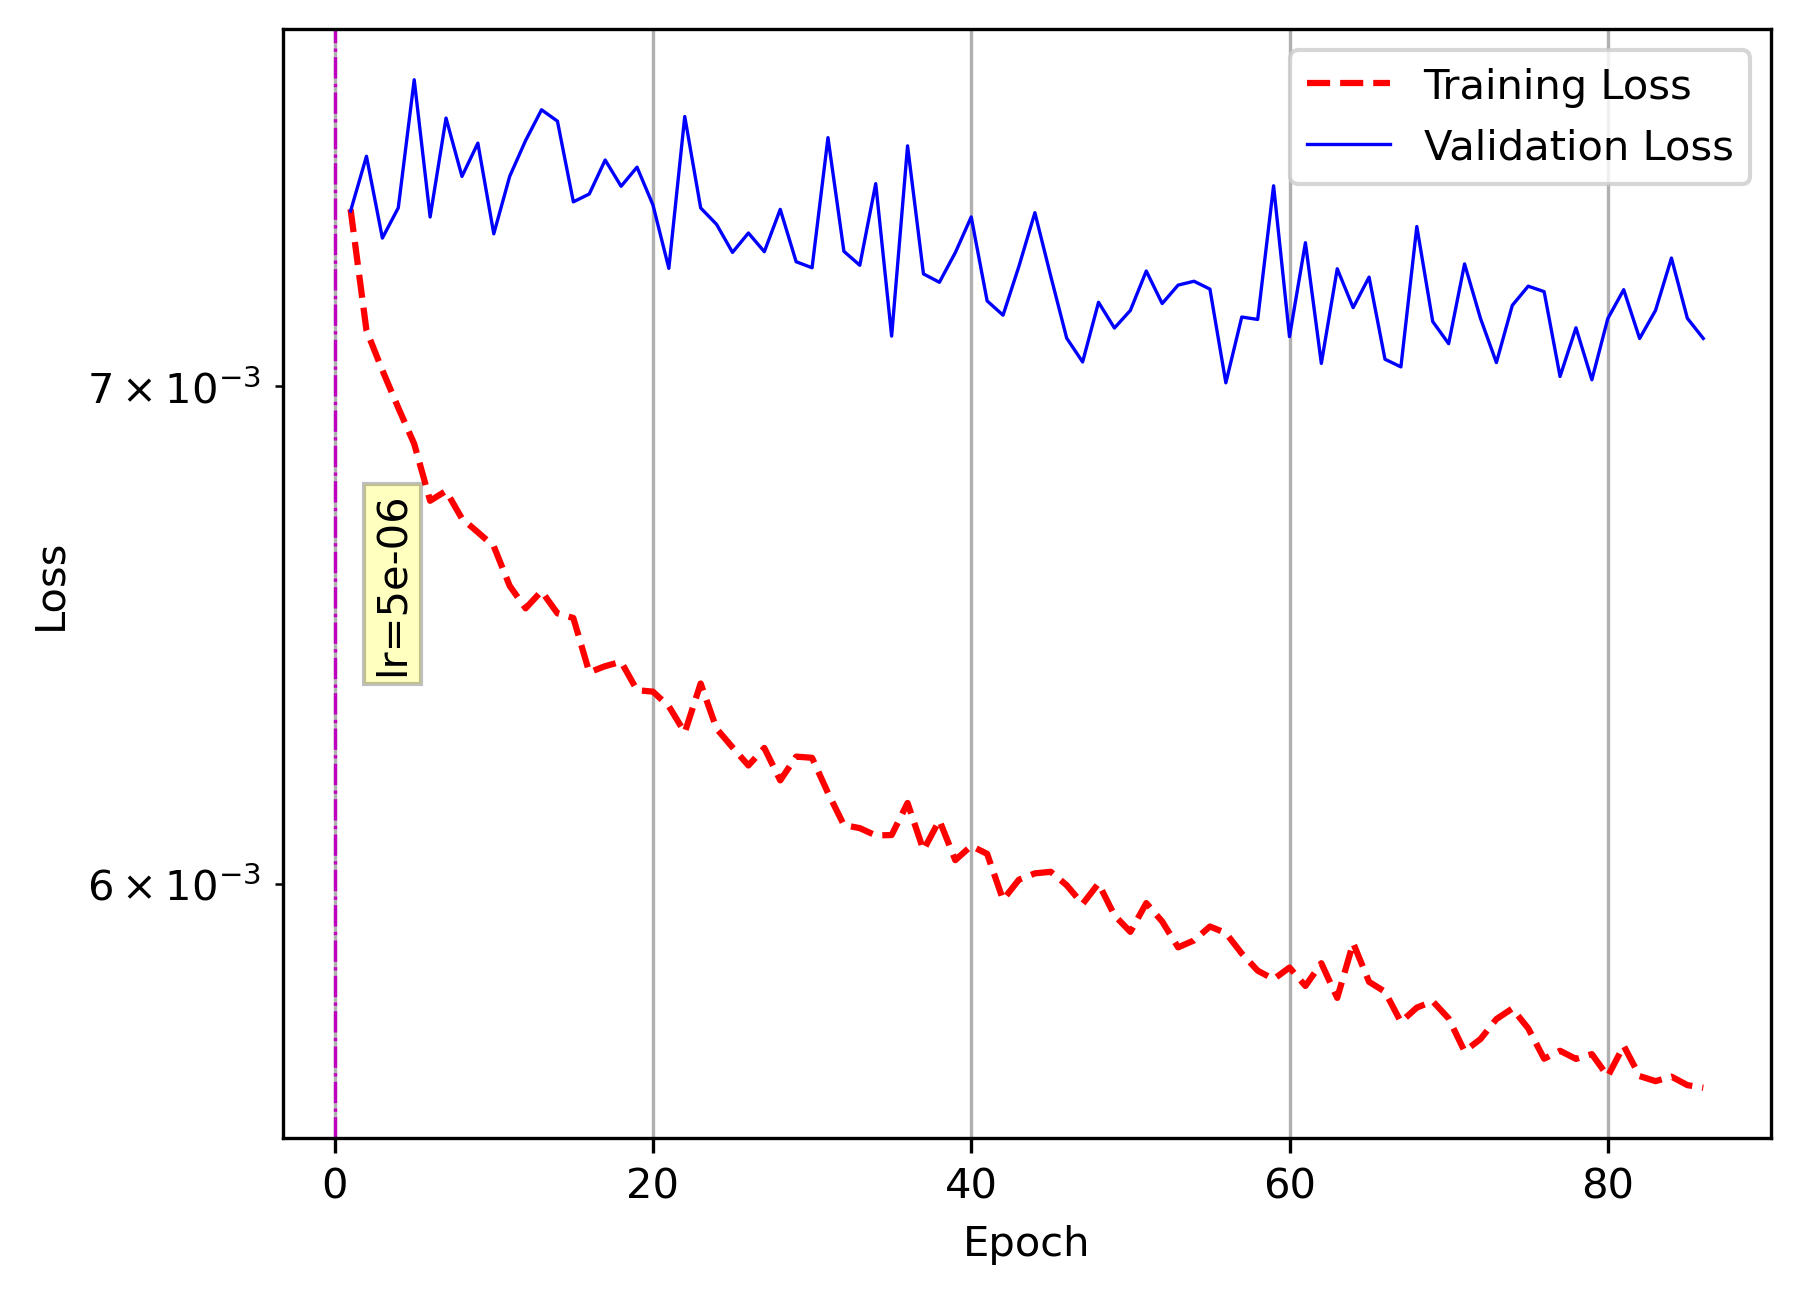 Training Loss
Validation Loss
7 × 10⁻³
6 × 10⁻³
Loss
lr=5e-06
0 20 40 60 80
Epoch